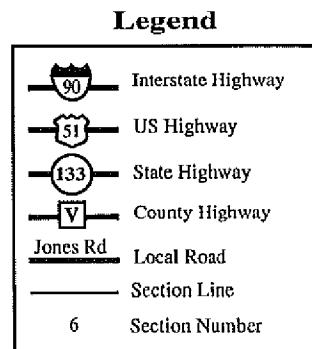 Legend
90 Interstate Highway
51 US Highway
133 State Highway
V County Highway
Jones Rd Local Road
Section Line
6 Section Number